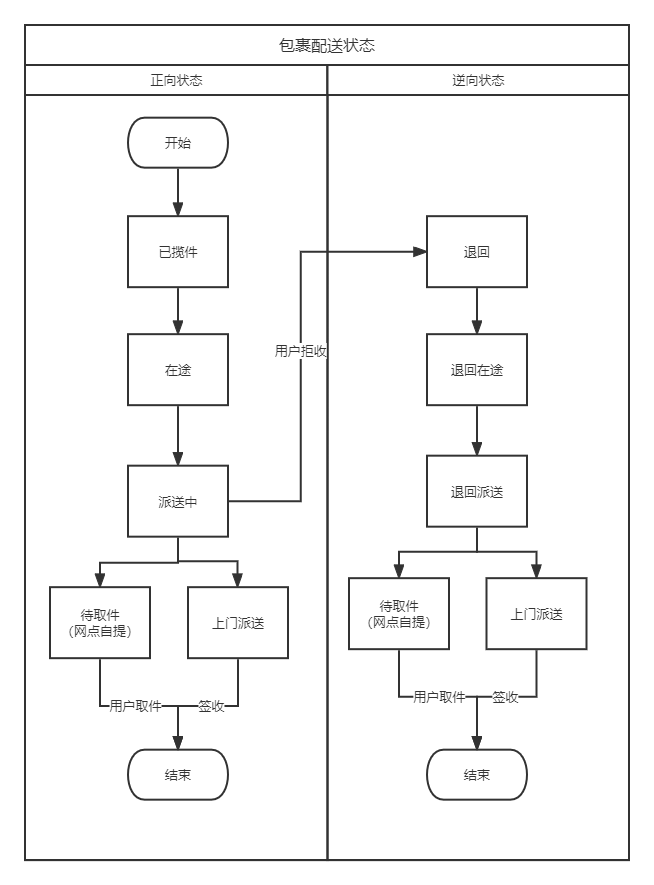 包裹配送状态
正向状态
逆向状态
开始
已揽件
退回
用户拒收
在途
退回在途
派送中
退回派送
待取件
（网点自提）
上门派送
待取件
（网点自提）
上门派送
用户取件
签收
用户取件
签收
结束
结束